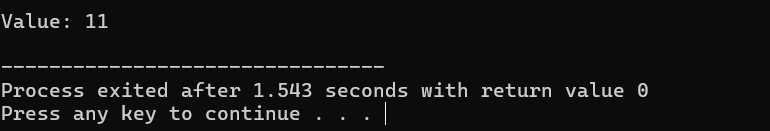 Value: 11
--------------------------------
Process exited after 1.543 seconds with return value 0
Press any key to continue . . .